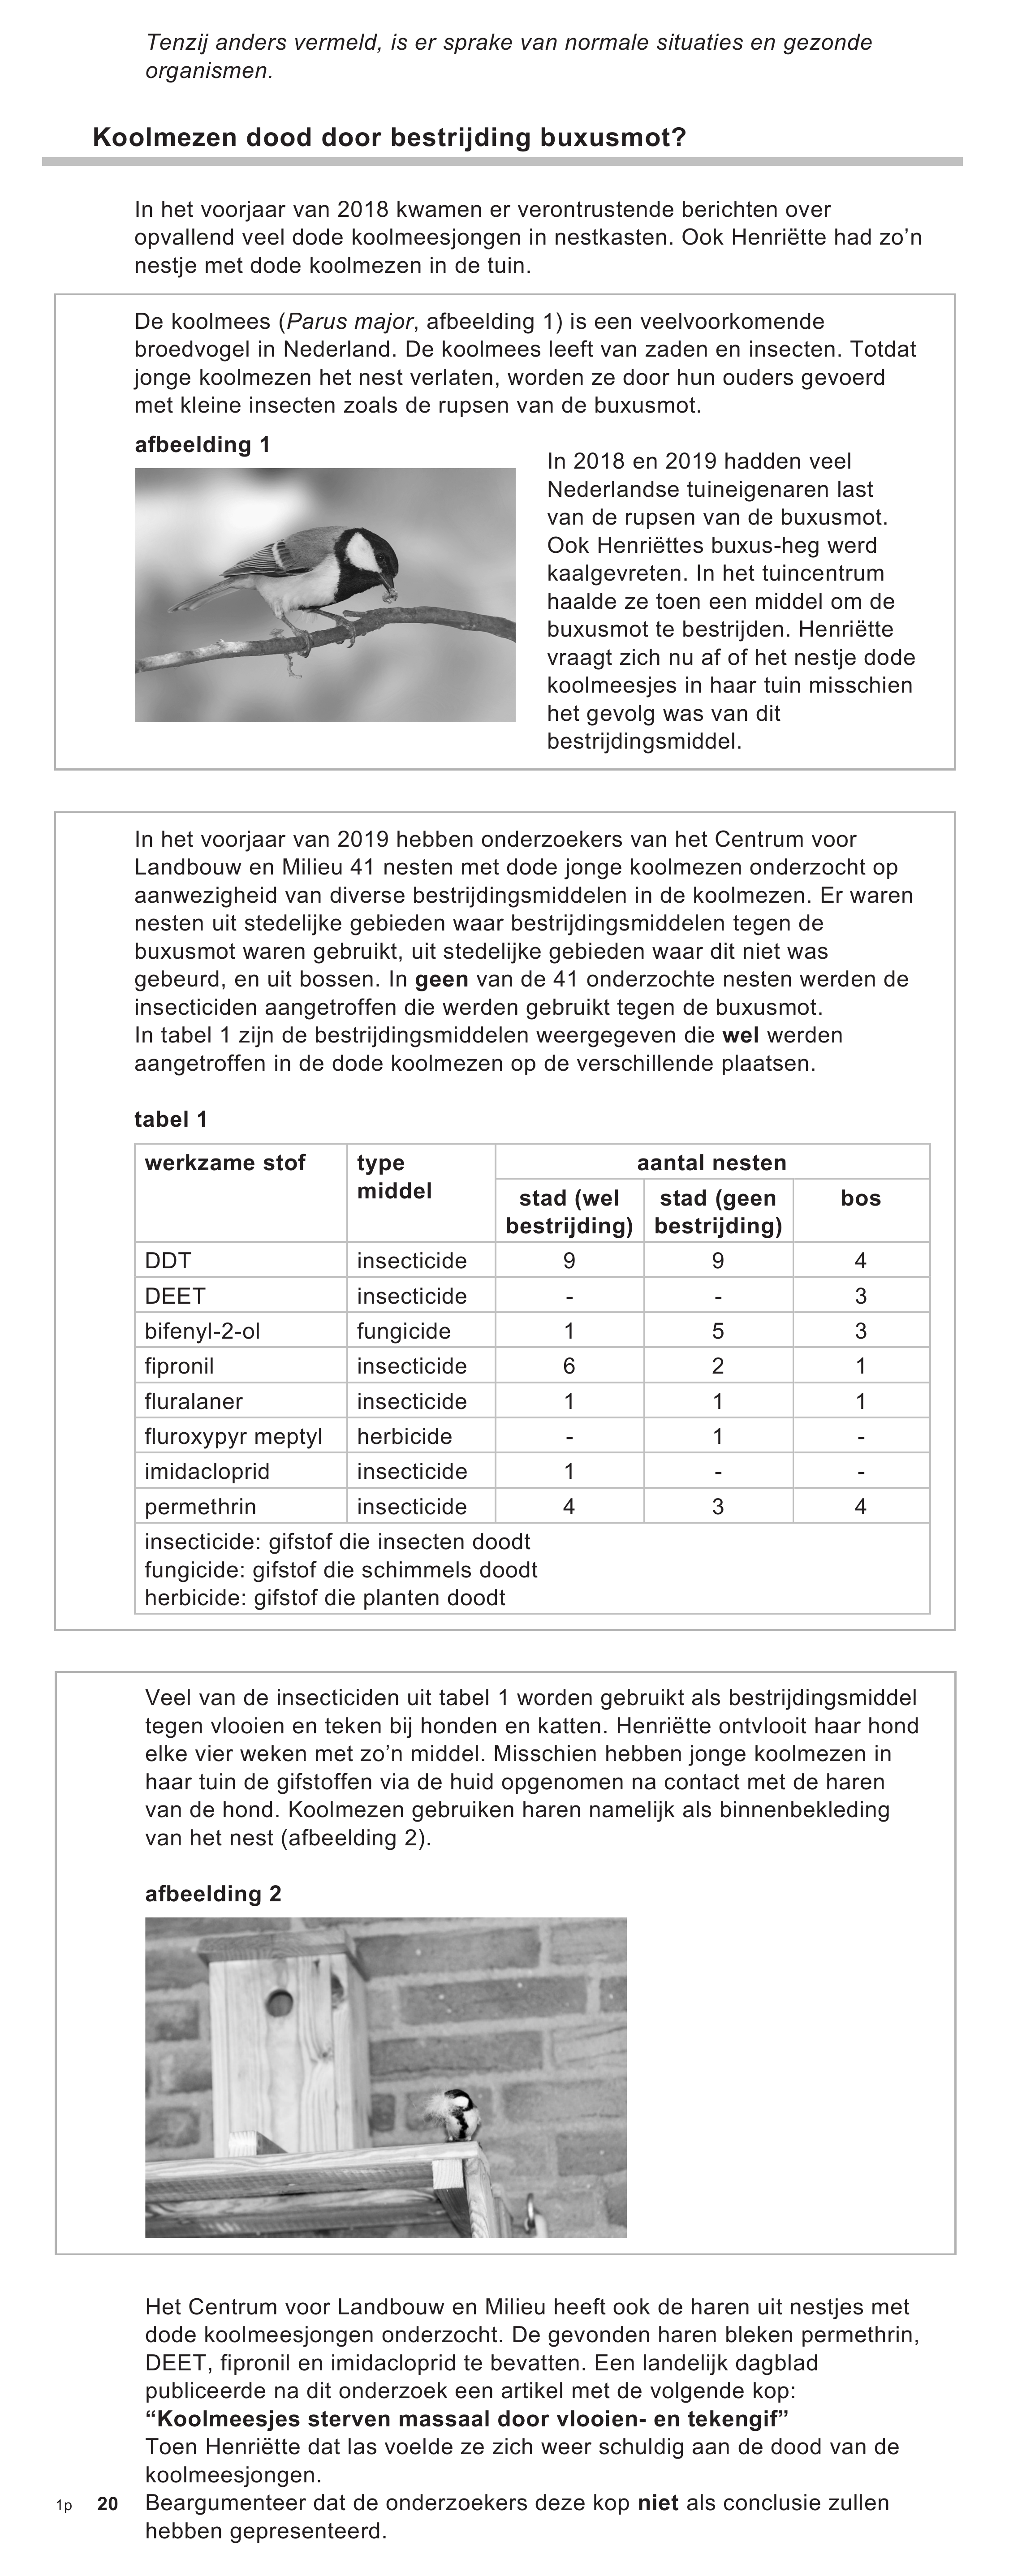 Tenzij anders vermeld, is er sprake van normale situaties en gezonde
organismen.
Koolmezen dood door bestrijding buxusmot?
In het voorjaar van 2018 kwamen er verontrustende berichten over
opvallend veel dode koolmeesjongen in nestkasten. Ook Henriëtte had zo’n
nestje met dode koolmezen in de tuin.
De koolmees (Parus major, afbeelding 1) is een veelvoorkomende
broedvogel in Nederland. De koolmees leeft van zaden en insecten. Totdat
jonge koolmezen het nest verlaten, worden ze door hun ouders gevoerd
met kleine insecten zoals de rupsen van de buxusmot.
afbeelding 1
In 2018 en 2019 hadden veel
Nederlandse tuineigenaren last
van de rupsen van de buxusmot.
Ook Henriëttes buxus-heg werd
kaalgevreten. In het tuincentrum
haalde ze toen een middel om de
buxusmot te bestrijden. Henriëtte
vraagt zich nu af of het nestje dode
koolmeesjes in haar tuin misschien
het gevolg was van dit
bestrijdingsmiddel.
In het voorjaar van 2019 hebben onderzoekers van het Centrum voor
Landbouw en Milieu 41 nesten met dode jonge koolmezen onderzocht op
aanwezigheid van diverse bestrijdingsmiddelen in de koolmezen. Er waren
nesten uit stedelijke gebieden waar bestrijdingsmiddelen tegen de
buxusmot waren gebruikt, uit stedelijke gebieden waar dit niet was
gebeurd, en uit bossen. In geen van de 41 onderzochte nesten werden de
insecticiden aangetroffen die werden gebruikt tegen de buxusmot.
In tabel 1 zijn de bestrijdingsmiddelen weergegeven die wel werden
aangetroffen in de dode koolmezen op de verschillende plaatsen.
tabel 1
werkzame stof type middel aantal nesten
stad (wel bestrijding) stad (geen bestrijding) bos
DDT insecticide 9 9 4
DEET insecticide - - 3
bifenyl-2-ol fungicide 1 5 3
fipronil insecticide 6 2 1
fluralaner insecticide 1 1 1
fluroxypyr meptyl herbicide - 1 -
imidacloprid insecticide 1 - -
permethrin insecticide 4 3 4
insecticide: gifstof die insecten doodt
fungicide: gifstof die schimmels doodt
herbicide: gifstof die planten doodt
Veel van de insecticiden uit tabel 1 worden gebruikt als bestrijdingsmiddel
tegen vlooien en teken bij honden en katten. Henriëtte ontvlooit haar hond
elke vier weken met zo’n middel. Misschien hebben jonge koolmezen in
haar tuin de gifstoffen via de huid opgenomen na contact met de haren
van de hond. Koolmezen gebruiken haren namelijk als binnenbekleding
van het nest (afbeelding 2).
afbeelding 2
Het Centrum voor Landbouw en Milieu heeft ook de haren uit nestjes met
dode koolmeesjongen onderzocht. De gevonden haren bleken permethrin,
DEET, fipronil en imidacloprid te bevatten. Een landelijk dagblad
publiceerde na dit onderzoek een artikel met de volgende kop:
“Koolmeesjes sterven massaal door vlooien- en tekengif”
Toen Henriëtte dat las voelde ze zich weer schuldig aan de dood van de
koolmeesjongen.
1p 20 Beargumenteer dat de onderzoekers deze kop niet als conclusie zullen
hebben gepresenteerd.